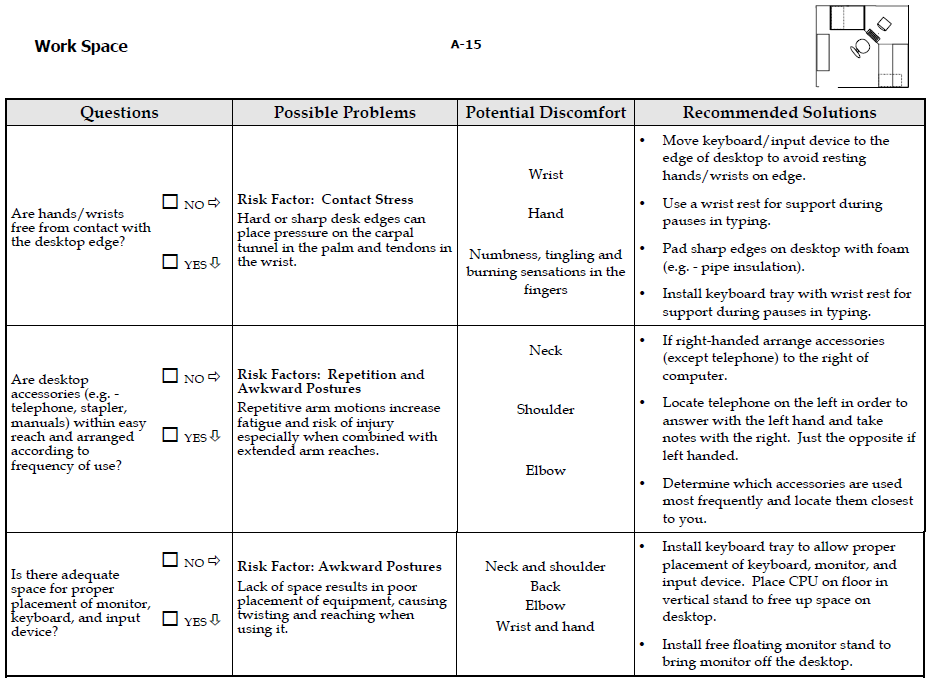 Work Space
A-15
Questions
Possible Problems
Potential Discomfort
Recommended Solutions
Are hands/wrists
free from contact with
the desktop edge?
☐ NO ⇨
☐ YES ⇩
Risk Factor:  Contact Stress
Hard or sharp desk edges can
place pressure on the carpal
tunnel in the palm and tendons in
the wrist.
Wrist
Hand
Numbness, tingling and
burning sensations in the
fingers
• Move keyboard/input device to the
edge of desktop to avoid resting
hands/wrists on edge.
• Use a wrist rest for support during
pauses in typing.
• Pad sharp edges on desktop with foam
(e.g. - pipe insulation).
• Install keyboard tray with wrist rest for
support during pauses in typing.
Are desktop
accessories (e.g. -
telephone, stapler,
manuals) within easy
reach and arranged
according to
frequency of use?
☐ NO ⇨
☐ YES ⇩
Risk Factors:  Repetition and
Awkward Postures
Repetitive arm motions increase
fatigue and risk of injury
especially when combined with
extended arm reaches.
Neck
Shoulder
Elbow
• If right-handed arrange accessories
(except telephone) to the right of
computer.
• Locate telephone on the left in order to
answer with the left hand and take
notes with the right.  Just the opposite if
left handed.
• Determine which accessories are used
most frequently and locate them closest
to you.
Is there adequate
space for proper
placement of monitor,
keyboard, and input
device?
☐ NO ⇨
☐ YES ⇩
Risk Factor: Awkward Postures
Lack of space results in poor
placement of equipment, causing
twisting and reaching when
using it.
Neck and shoulder
Back
Elbow
Wrist and hand
• Install keyboard tray to allow proper
placement of keyboard, monitor, and
input device.  Place CPU on floor in
vertical stand to free up space on
desktop.
• Install free floating monitor stand to
bring monitor off the desktop.